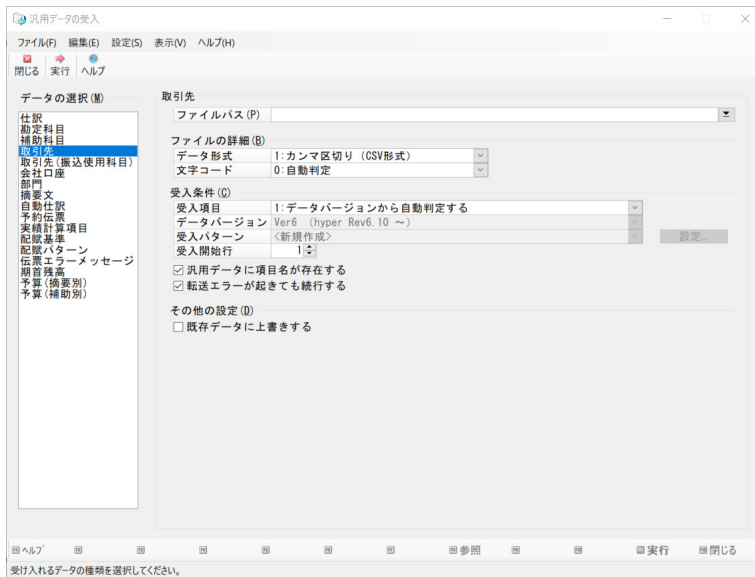 汎用データの受入
ファイル(F) 編集(E) 設定(S) 表示(V) ヘルプ(H)
閉じる 実行 ヘルプ
データの選択(M)
仕訳
勘定科目
補助科目
取引先
取引先(振込使用科目)
会社口座
部門
摘要文
自動仕訳
予約伝票
実績計算項目
配賦基準
配賦パターン
伝票エラーメッセージ
期首残高
予算(摘要別)
予算(補助別)
取引先
ファイルパス(P)
ファイルの詳細(B)
データ形式 1:カンマ区切り (CSV形式)
文字コード 0:自動判定
受入条件(C)
受入項目 1:データバージョンから自動判定する
データバージョン Ver6 (hyper Rev6.10 ~)
受入パターン <新規作成> 設定...
受入開始行 1
汎用データに項目名が存在する
転送エラーが起きても続行する
その他の設定(D)
既存データに上書きする
ヘルプ 参照 実行 閉じる
受け入れるデータの種類を選択してください。